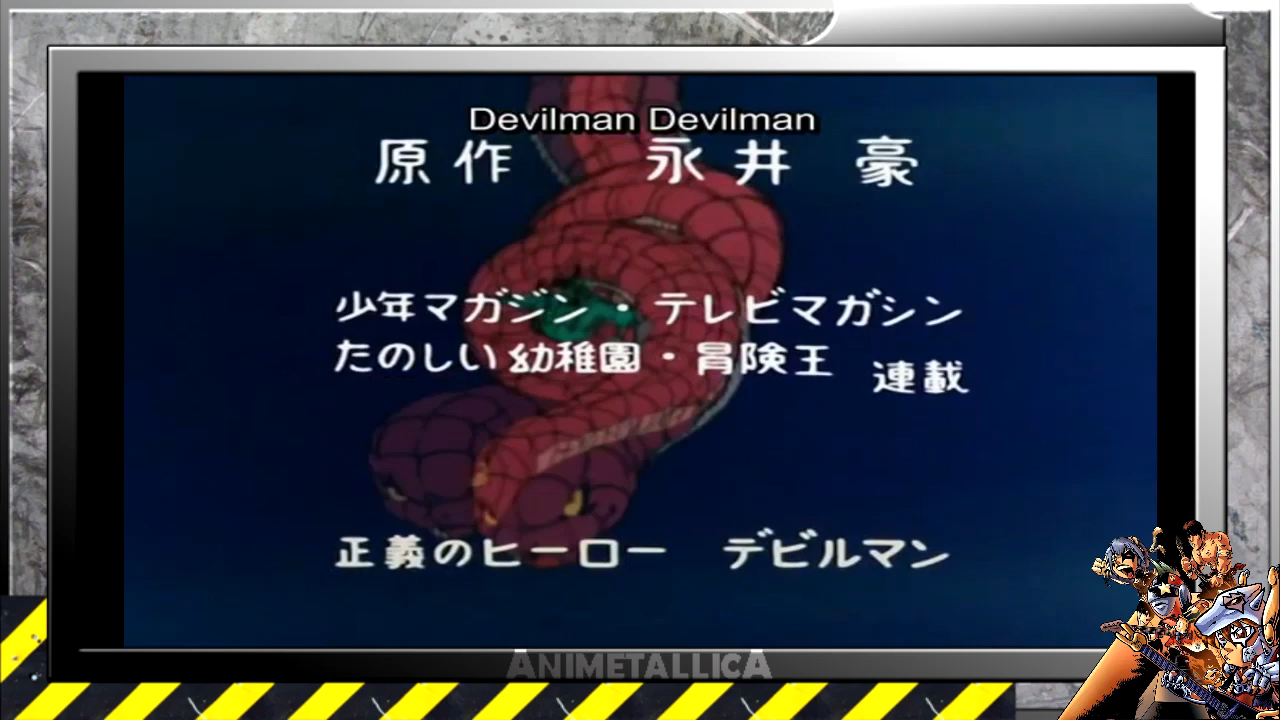 Devilman Devilman
原作 永井豪
少年マガジン・テレビマガシン
たのしい幼稚園・冒険王 連載
正義のヒーロー デビルマン
ANIMETALLICA